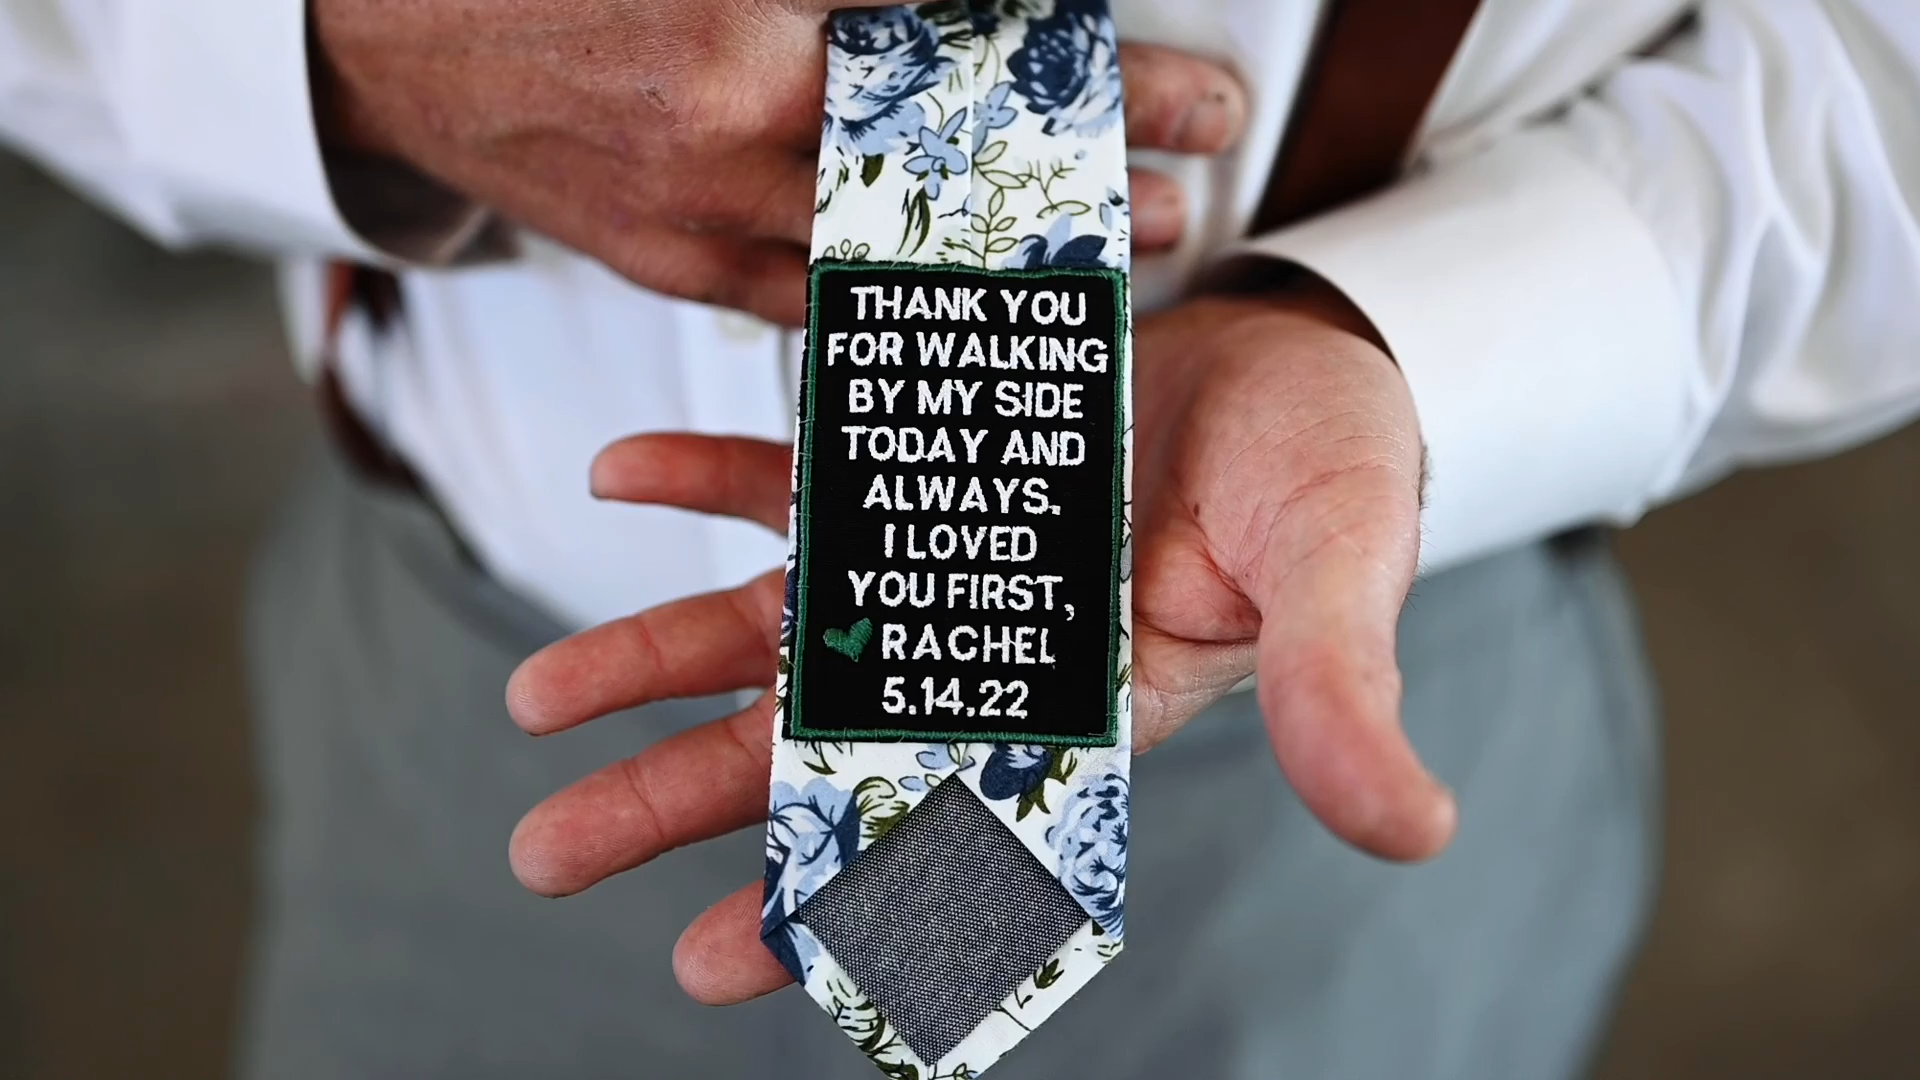 THANK YOU
FOR WALKING
BY MY SIDE
TODAY AND
ALWAYS.
I LOVED
YOU FIRST,
RACHEL
5.14.22